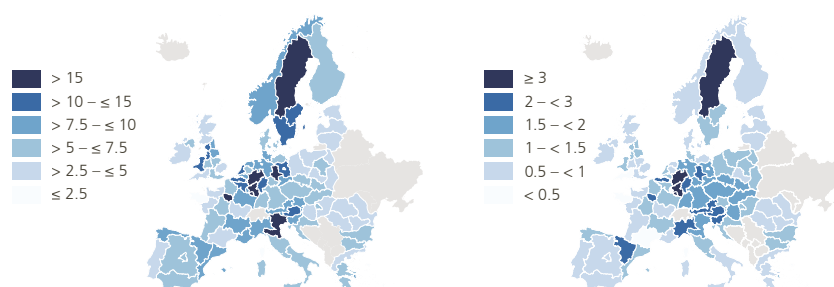 > 15
> 10 – ≤ 15
> 7.5 – ≤ 10
> 5 – ≤ 7.5
> 2.5 – ≤ 5
≤ 2.5
≥ 3
2 – < 3
1.5 – < 2
1 – < 1.5
0.5 – < 1
< 0.5